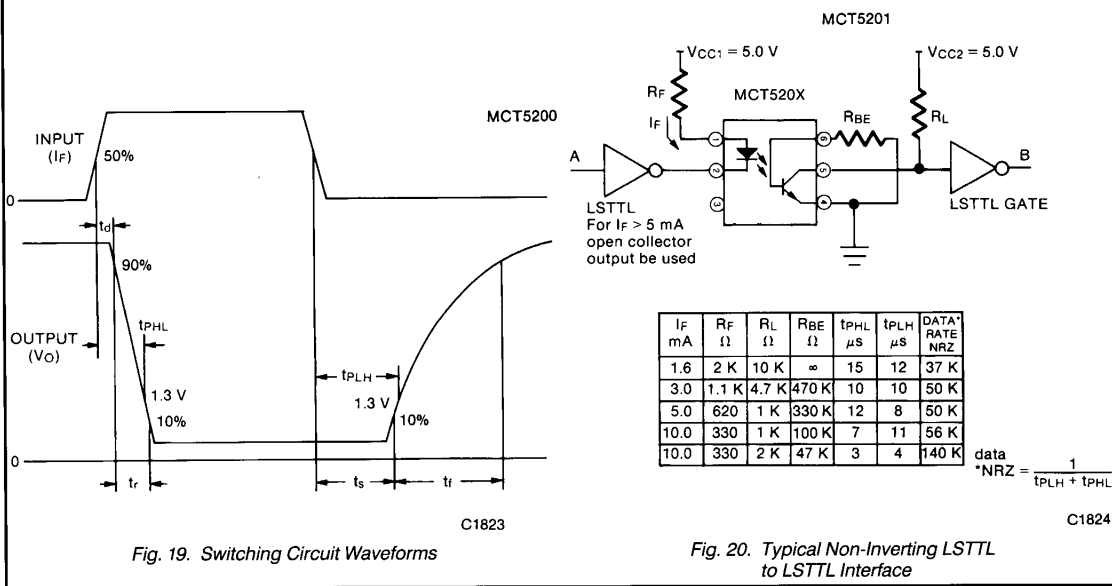 MCT5200
INPUT
(IF)
50%
0
td
90%
tPHL
OUTPUT
(VO)
1.3 V
10%
0
tr
tPLH
1.3 V
10%
ts
tf
C1823
Fig. 19. Switching Circuit Waveforms
MCT5201
VCC1 = 5.0 V
VCC2 = 5.0 V
RF
IF
MCT520X
RBE
RL
A
1
2
3
6
5
4
B
LSTTL
For IF > 5 mA
open collector
output be used
LSTTL GATE
IF mA RF Ω RL Ω RBE Ω tPHL μs tPLH μs DATA* RATE NRZ
1.6 2 K 10 K ∞ 15 12 37 K
3.0 1.1 K 4.7 K 470 K 10 10 50 K
5.0 620 1 K 330 K 12 8 50 K
10.0 330 1 K 100 K 7 11 56 K
10.0 330 2 K 47 K 3 4 140 K
data
*NRZ = 1 / tPLH + tPHL
C1824
Fig. 20. Typical Non-Inverting LSTTL
to LSTTL Interface